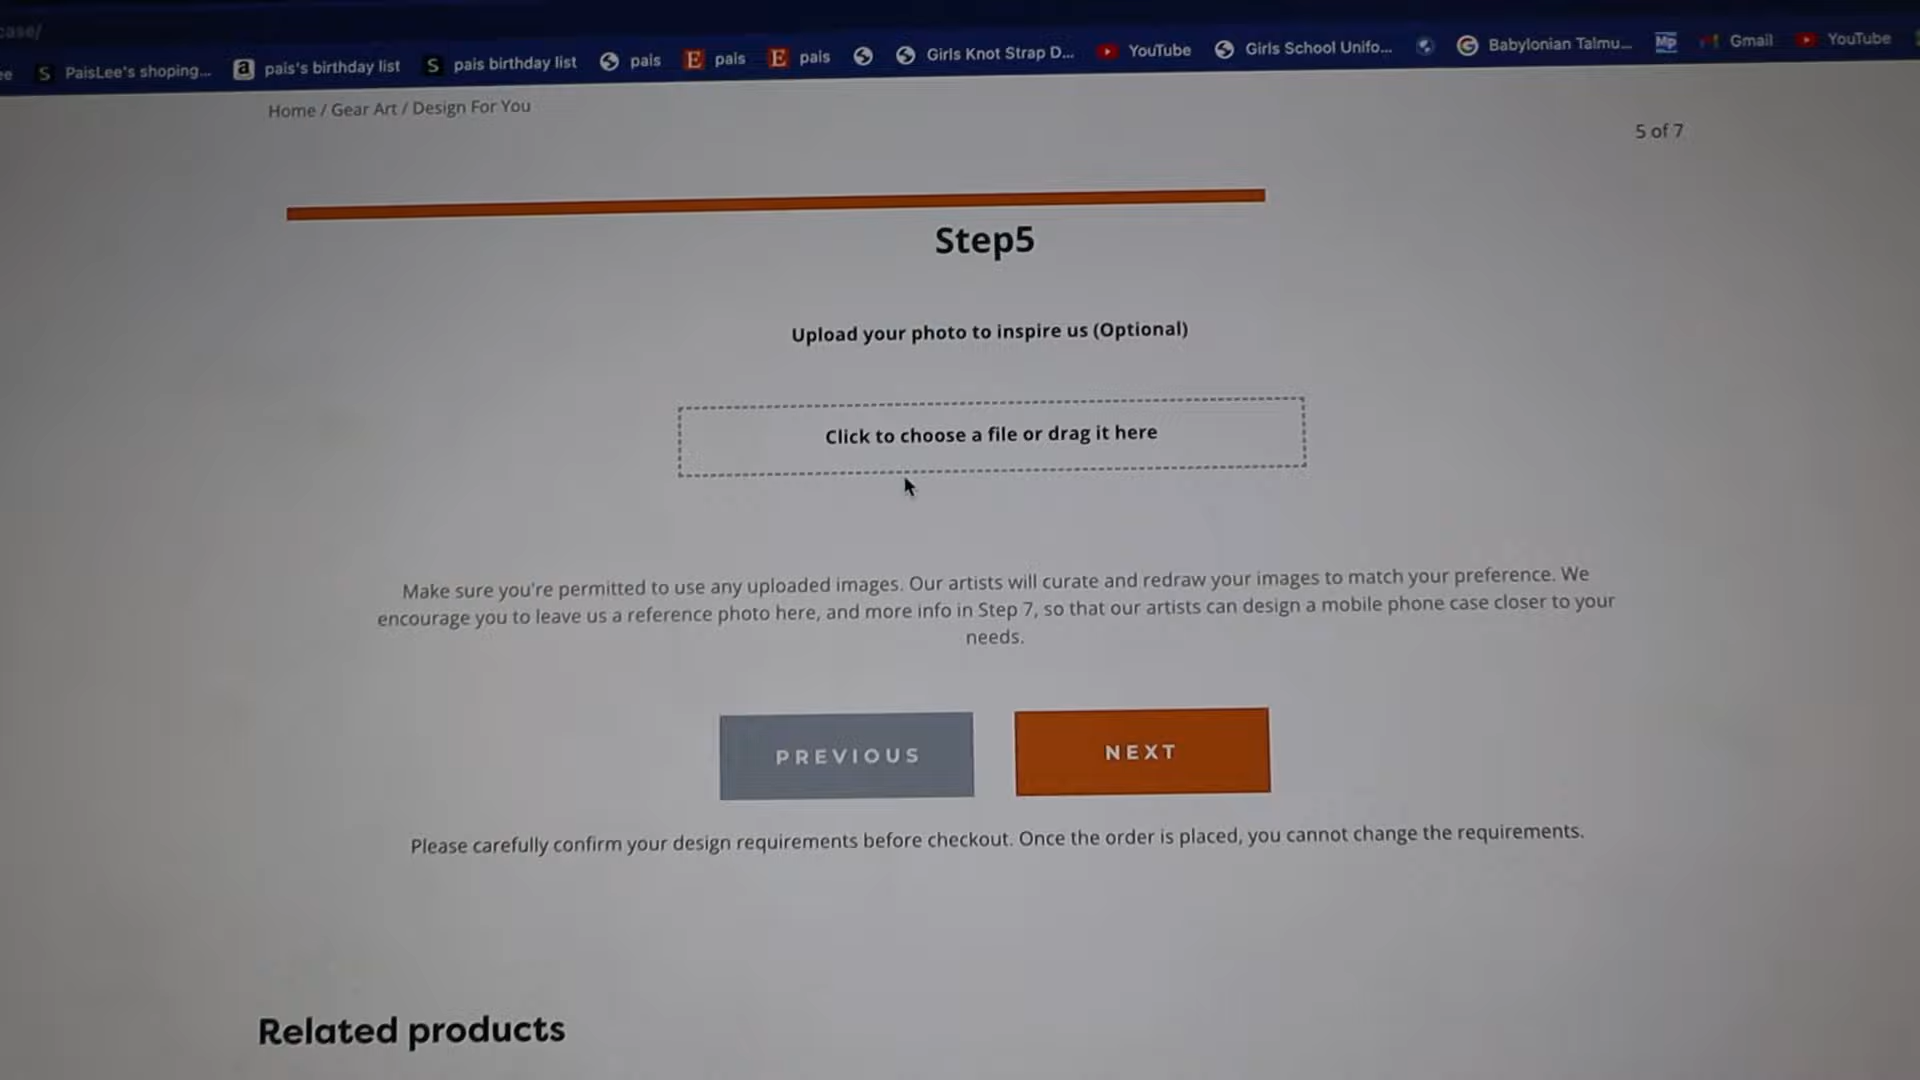 case/
PaisLee's shoping... pais's birthday list pais birthday list pais pais pais Girls Knot Strap D... YouTube Girls School Unifo... Babylonian Talmu... Mp Gmail YouTube
Home / Gear Art / Design For You
5 of 7
Step5
Upload your photo to inspire us (Optional)
Click to choose a file or drag it here
Make sure you're permitted to use any uploaded images. Our artists will curate and redraw your images to match your preference. We
encourage you to leave us a reference photo here, and more info in Step 7, so that our artists can design a mobile phone case closer to your
needs.
PREVIOUS NEXT
Please carefully confirm your design requirements before checkout. Once the order is placed, you cannot change the requirements.
Related products